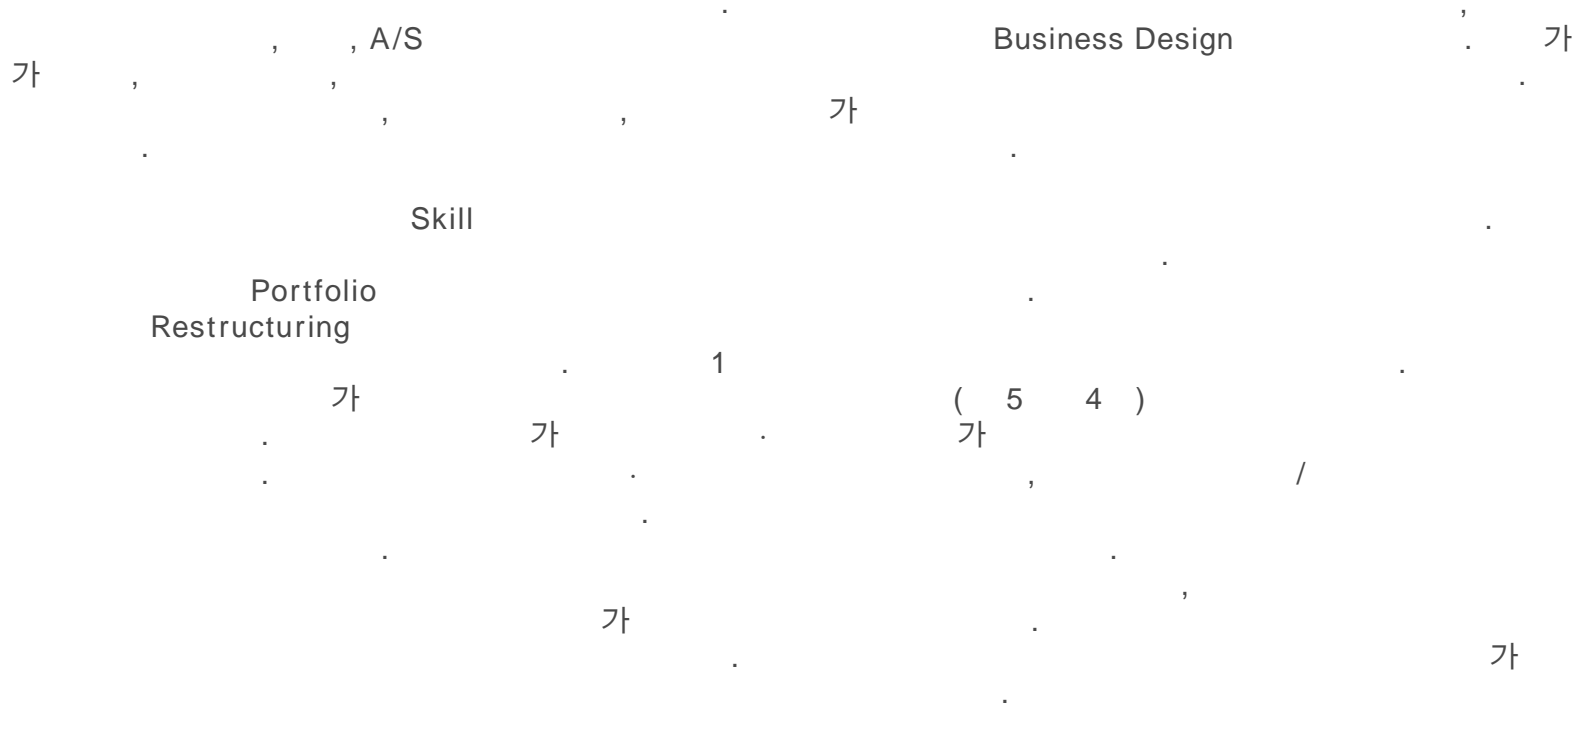 . ,
, , A/S Business Design . 가
가 , , .
, , 가
. .
Skill .
.
Portfolio .
Restructuring
. 1 .
가 ( 5 4 )
. 가 · 가
. · , /
.
. .
,
가 .
. 가
.